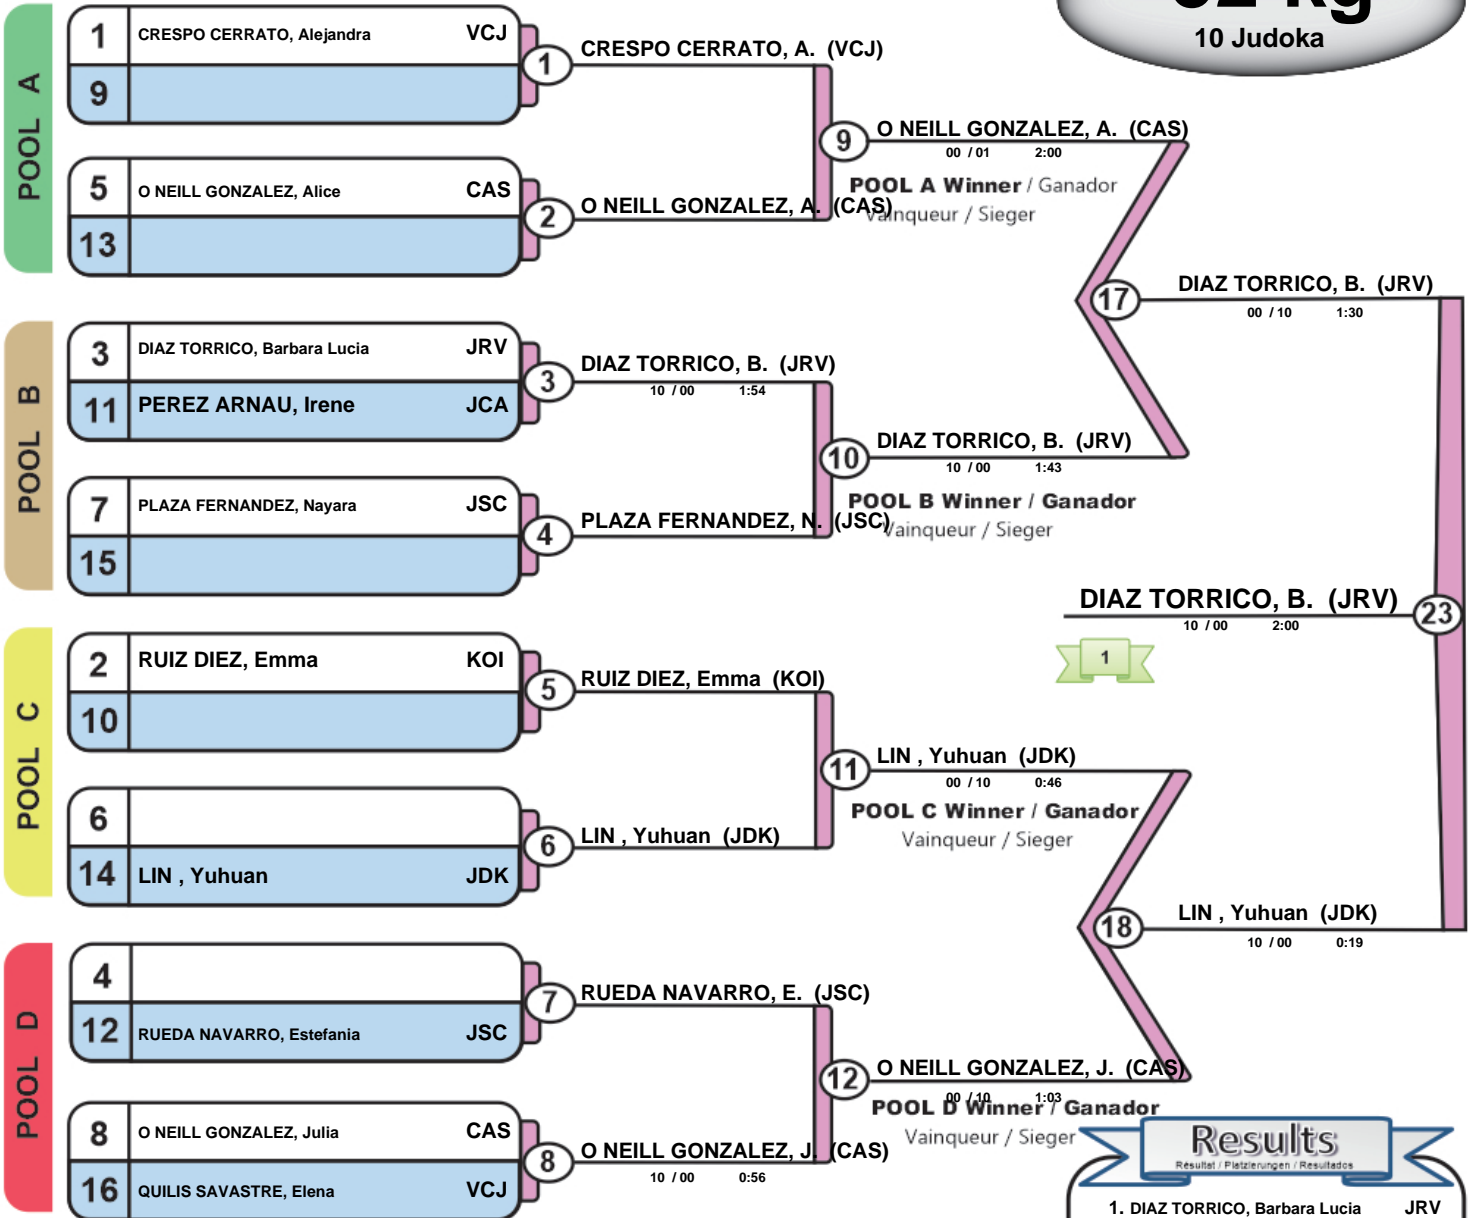 10 Judoka
POOL A
1 CRESPO CERRATO, Alejandra VCJ
9
5 O NEILL GONZALEZ, Alice CAS
13
1 CRESPO CERRATO, A. (VCJ)
2 O NEILL GONZALEZ, A. (CAS)
9 O NEILL GONZALEZ, A. (CAS)
00 / 01 2:00
POOL A Winner / Ganador
Vainqueur / Sieger
POOL B
3 DIAZ TORRICO, Barbara Lucia JRV
11 PEREZ ARNAU, Irene JCA
7 PLAZA FERNANDEZ, Nayara JSC
15
3 DIAZ TORRICO, B. (JRV)
10 / 00 1:54
4 PLAZA FERNANDEZ, N. (JSC)
10 DIAZ TORRICO, B. (JRV)
10 / 00 1:43
POOL B Winner / Ganador
Vainqueur / Sieger
17 DIAZ TORRICO, B. (JRV)
00 / 10 1:30
DIAZ TORRICO, B. (JRV) 23
10 / 00 2:00
1
POOL C
2 RUIZ DIEZ, Emma KOI
10
6
14 LIN , Yuhuan JDK
5 RUIZ DIEZ, Emma (KOI)
6 LIN , Yuhuan (JDK)
11 LIN , Yuhuan (JDK)
00 / 10 0:46
POOL C Winner / Ganador
Vainqueur / Sieger
18 LIN , Yuhuan (JDK)
10 / 00 0:19
POOL D
4
12 RUEDA NAVARRO, Estefania JSC
8 O NEILL GONZALEZ, Julia CAS
16 QUILIS SAVASTRE, Elena VCJ
7 RUEDA NAVARRO, E. (JSC)
8 O NEILL GONZALEZ, J. (CAS)
10 / 00 0:56
12 O NEILL GONZALEZ, J. (CAS)
00 / 10 1:03
POOL D Winner / Ganador
Vainqueur / Sieger
Results
Résultat / Platzierungen / Resultados
1. DIAZ TORRICO, Barbara Lucia JRV